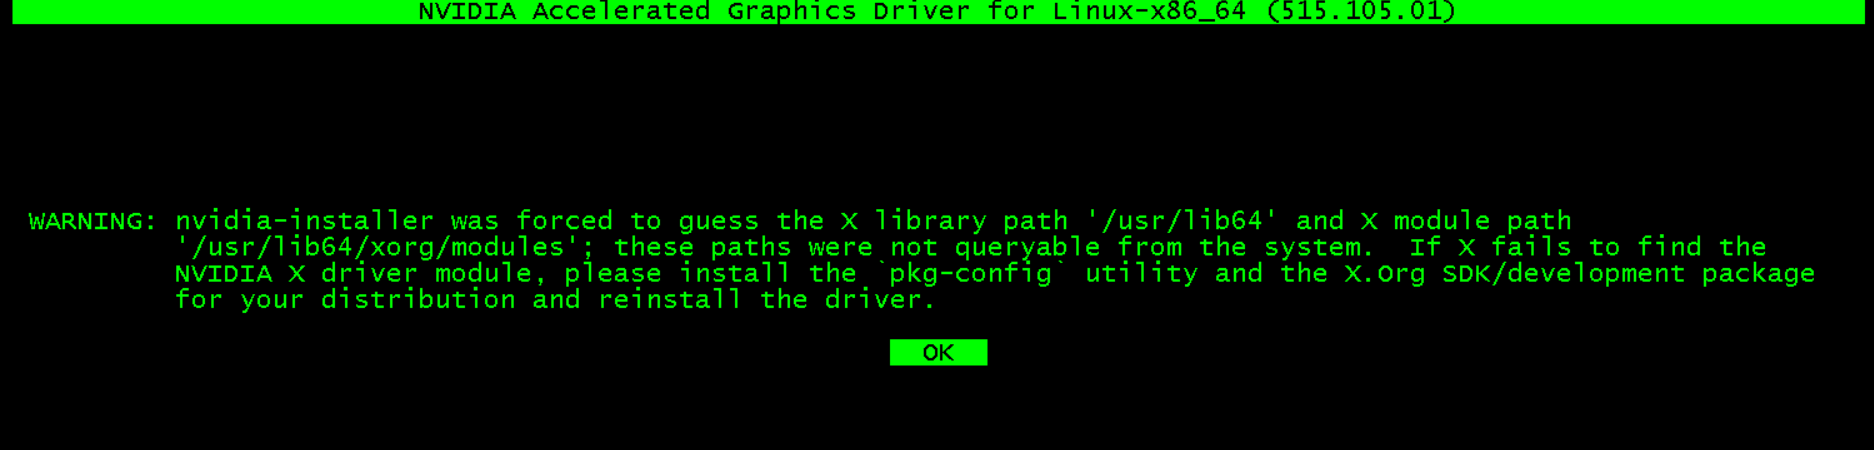 NVIDIA Accelerated Graphics Driver for Linux-x86_64 (515.105.01)
WARNING: nvidia-installer was forced to guess the X library path '/usr/lib64' and X module path
'/usr/lib64/xorg/modules'; these paths were not queryable from the system.  If X fails to find the
NVIDIA X driver module, please install the `pkg-config` utility and the X.Org SDK/development package
for your distribution and reinstall the driver.
OK